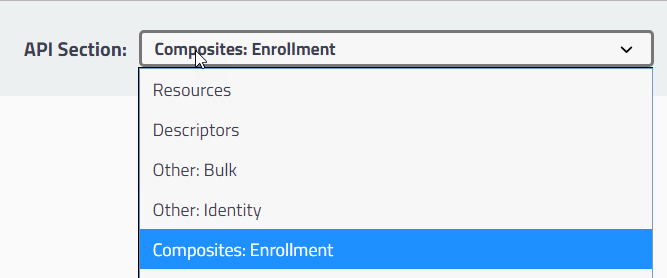 API Section: Composites: Enrollment
Resources
Descriptors
Other: Bulk
Other: Identity
Composites: Enrollment